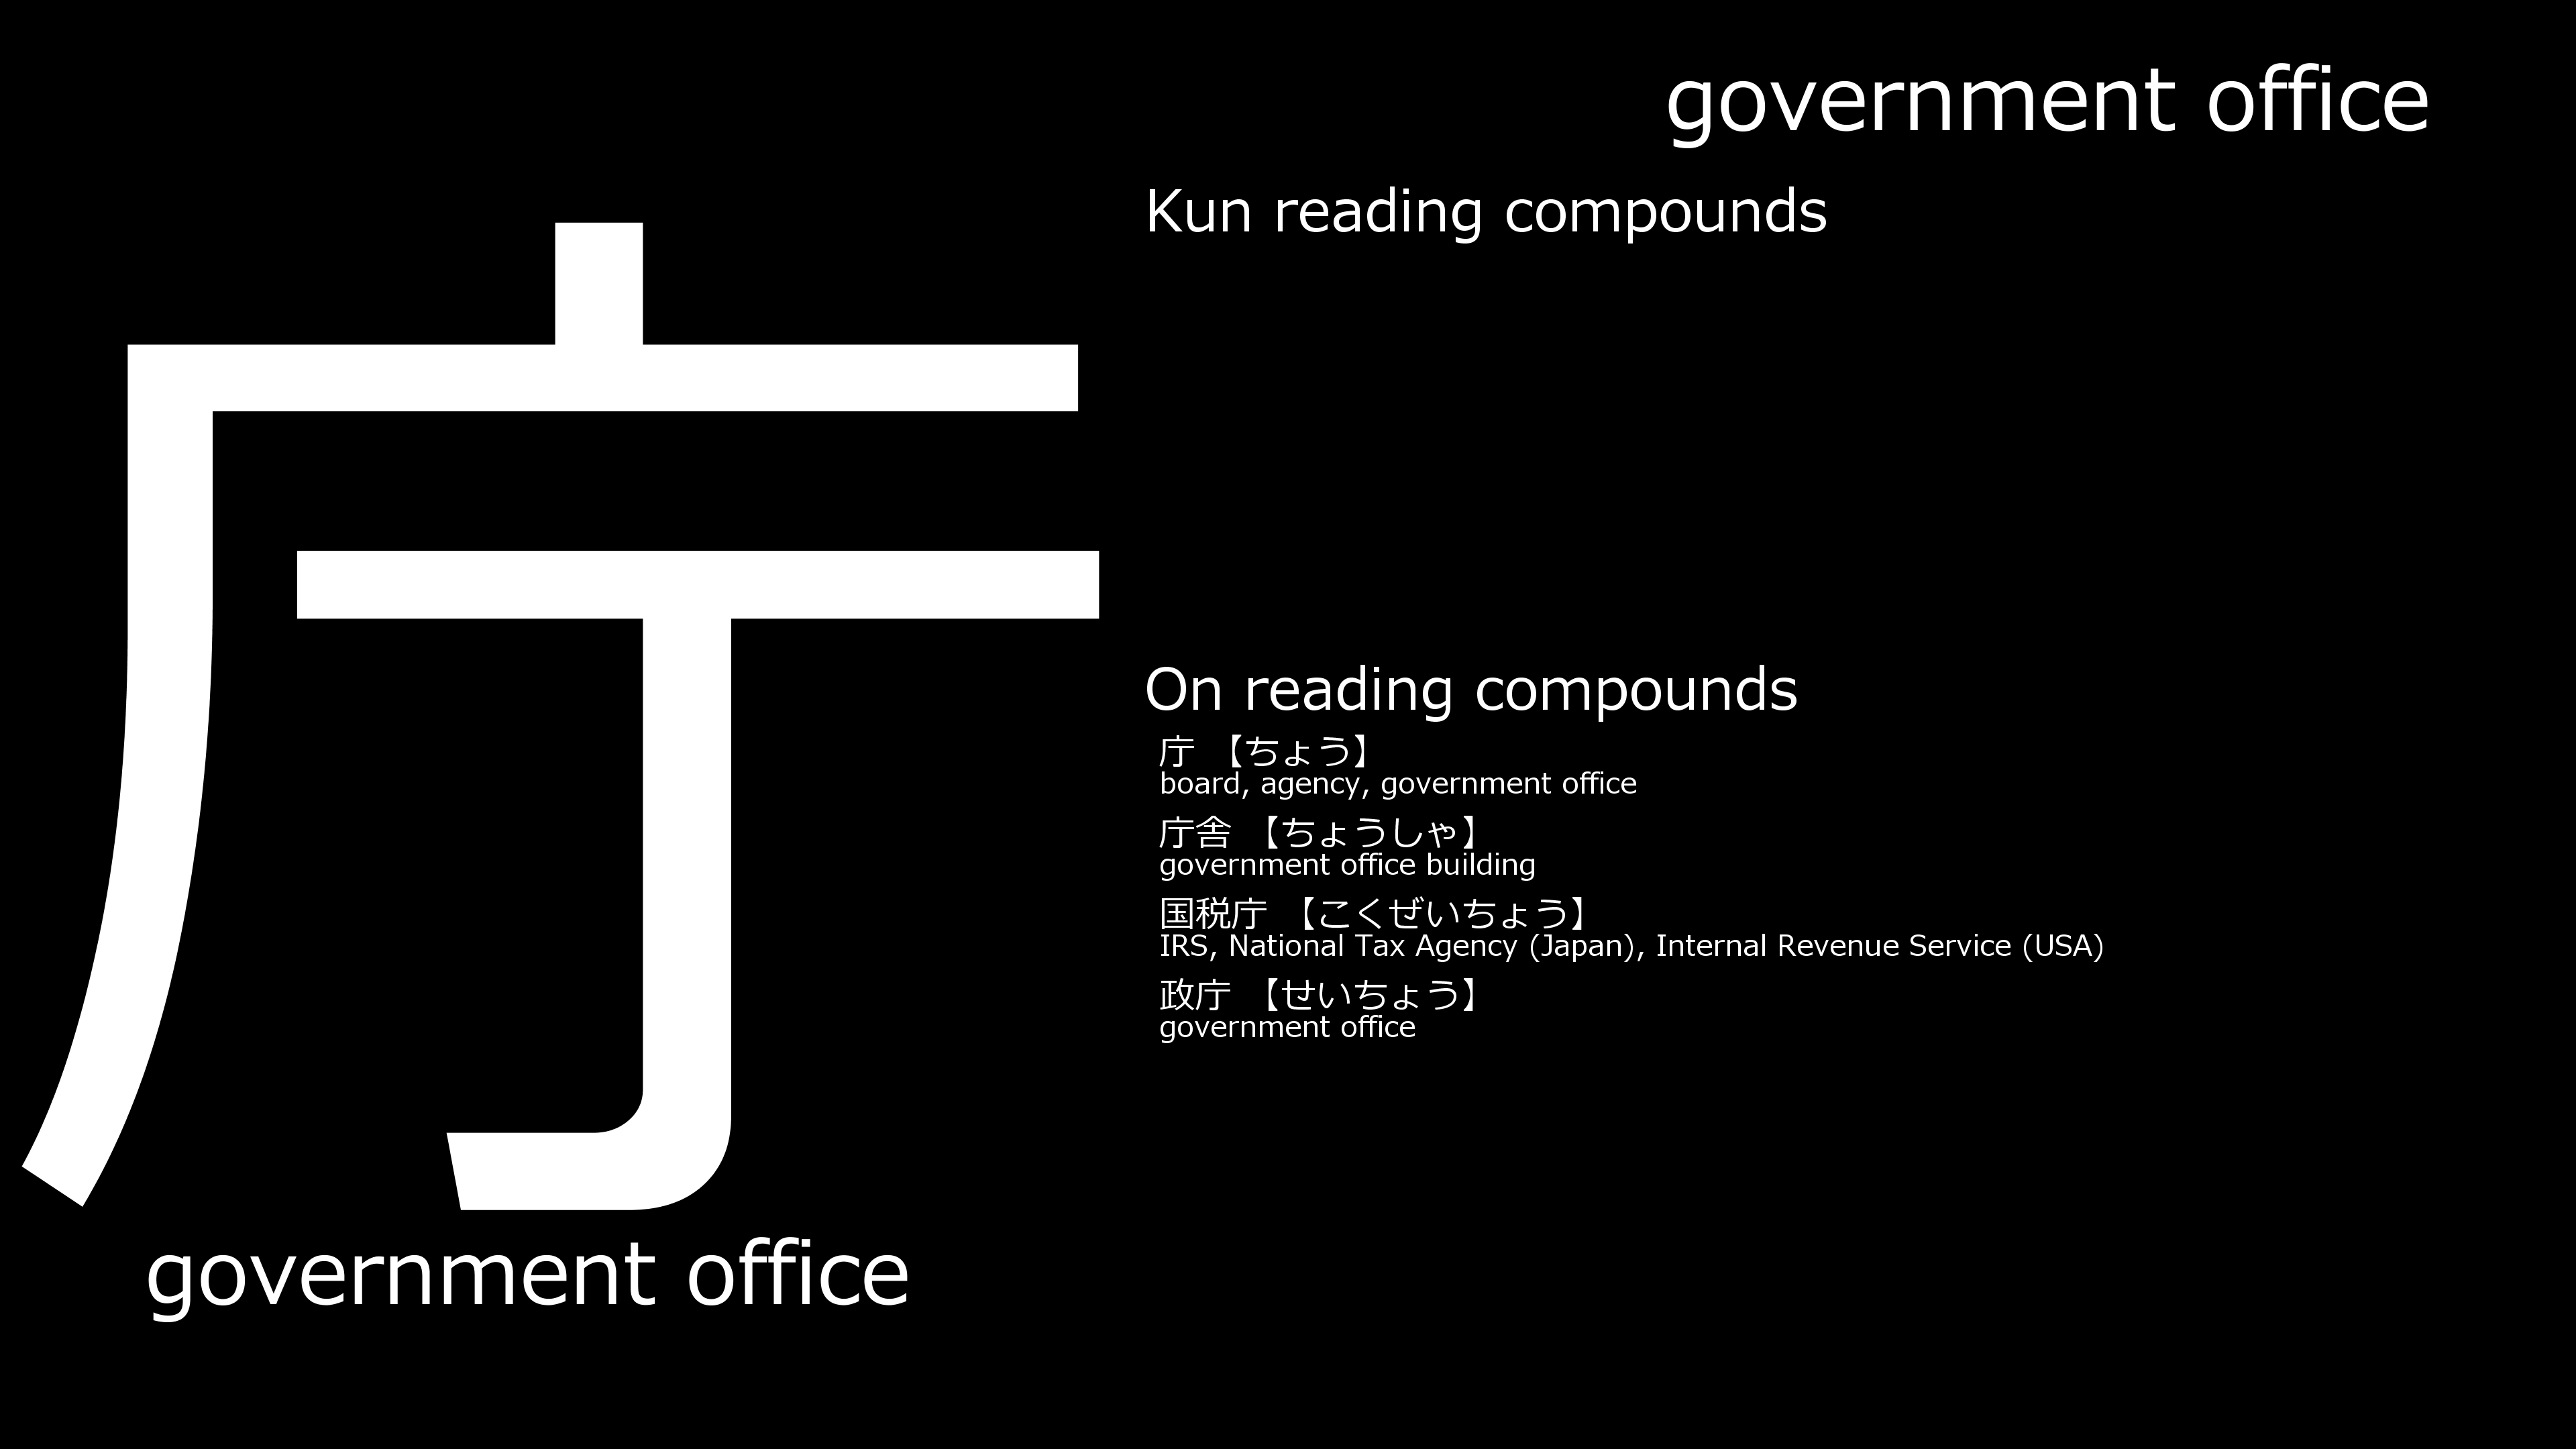 庁
government office
government office
Kun reading compounds
On reading compounds
庁 【ちょう】
board, agency, government office
庁舎 【ちょうしゃ】
government office building
国税庁 【こくぜいちょう】
IRS, National Tax Agency (Japan), Internal Revenue Service (USA)
政庁 【せいちょう】
government office